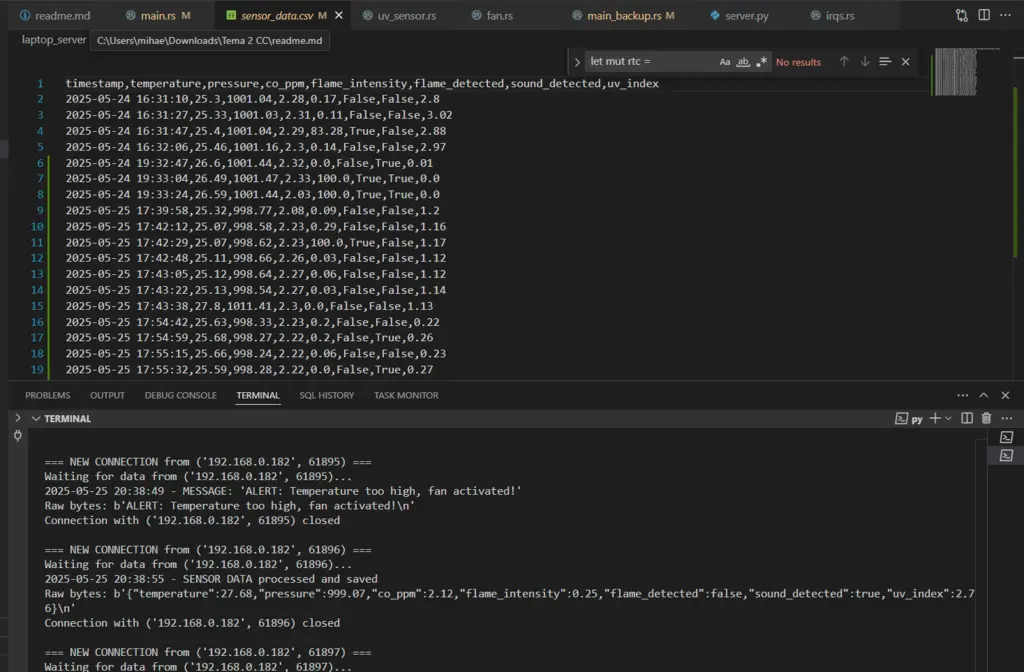 readme.md main.rs M sensor_data.csv M uv_sensor.rs fan.rs main_backup.rs M server.py irqs.rs
laptop_server C:\Users\mihae\Downloads\Tema 2 CC\readme.md
let mut rtc = Aa ab .* No results
1 timestamp,temperature,pressure,co_ppm,flame_intensity,flame_detected,sound_detected,uv_index
2 2025-05-24 16:31:10,25.3,1001.04,2.28,0.17,False,False,2.8
3 2025-05-24 16:31:27,25.33,1001.03,2.31,0.11,False,False,3.02
4 2025-05-24 16:31:47,25.4,1001.04,2.29,83.28,True,False,2.88
5 2025-05-24 16:32:06,25.46,1001.16,2.3,0.14,False,False,2.97
6 2025-05-24 19:32:47,26.6,1001.44,2.32,0.0,False,True,0.01
7 2025-05-24 19:33:04,26.49,1001.47,2.33,100.0,True,True,0.0
8 2025-05-24 19:33:24,26.59,1001.44,2.03,100.0,True,True,0.0
9 2025-05-25 17:39:58,25.32,998.77,2.08,0.09,False,False,1.2
10 2025-05-25 17:42:12,25.07,998.58,2.23,0.29,False,False,1.16
11 2025-05-25 17:42:29,25.07,998.62,2.23,100.0,True,False,1.17
12 2025-05-25 17:42:48,25.11,998.66,2.26,0.03,False,False,1.12
13 2025-05-25 17:43:05,25.12,998.64,2.27,0.06,False,False,1.12
14 2025-05-25 17:43:22,25.13,998.54,2.27,0.03,False,False,1.14
15 2025-05-25 17:43:38,27.8,1011.41,2.3,0.0,False,False,1.13
16 2025-05-25 17:54:42,25.63,998.33,2.23,0.2,False,False,0.22
17 2025-05-25 17:54:59,25.68,998.27,2.22,0.2,False,True,0.26
18 2025-05-25 17:55:15,25.66,998.24,2.22,0.06,False,False,0.23
19 2025-05-25 17:55:32,25.59,998.28,2.22,0.0,False,True,0.27
PROBLEMS OUTPUT DEBUG CONSOLE TERMINAL SQL HISTORY TASK MONITOR
TERMINAL py
=== NEW CONNECTION from ('192.168.0.182', 61895) ===
Waiting for data from ('192.168.0.182', 61895)...
2025-05-25 20:38:49 - MESSAGE: 'ALERT: Temperature too high, fan activated!'
Raw bytes: b'ALERT: Temperature too high, fan activated!\n'
Connection with ('192.168.0.182', 61895) closed
=== NEW CONNECTION from ('192.168.0.182', 61896) ===
Waiting for data from ('192.168.0.182', 61896)...
2025-05-25 20:38:55 - SENSOR DATA processed and saved
Raw bytes: b'{"temperature":27.68,"pressure":999.07,"co_ppm":2.12,"flame_intensity":0.25,"flame_detected":false,"sound_detected":true,"uv_index":2.7
6}\n'
Connection with ('192.168.0.182', 61896) closed
=== NEW CONNECTION from ('192.168.0.182', 61897) ===
Waiting for data from ('192.168.0.182', 61897)...